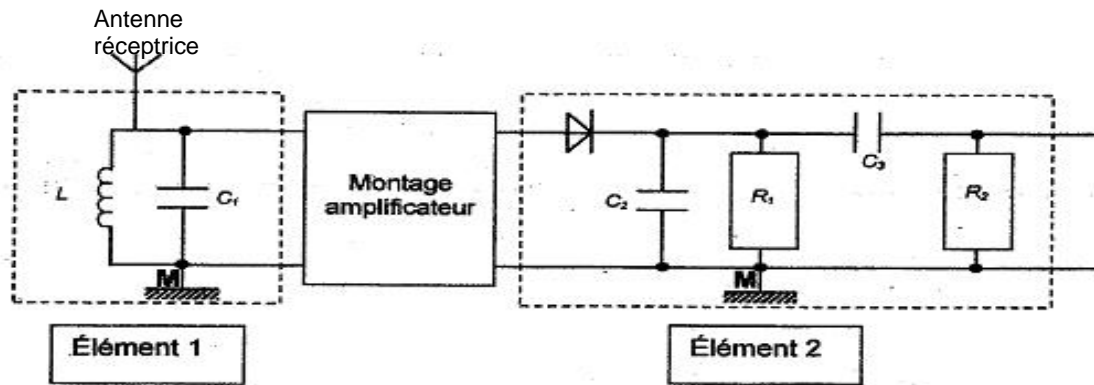 Antenne
réceptrice
L
C₁
M
Montage
amplificateur
C₂
R₁
C₃
R₂
M
Élément 1
Élément 2